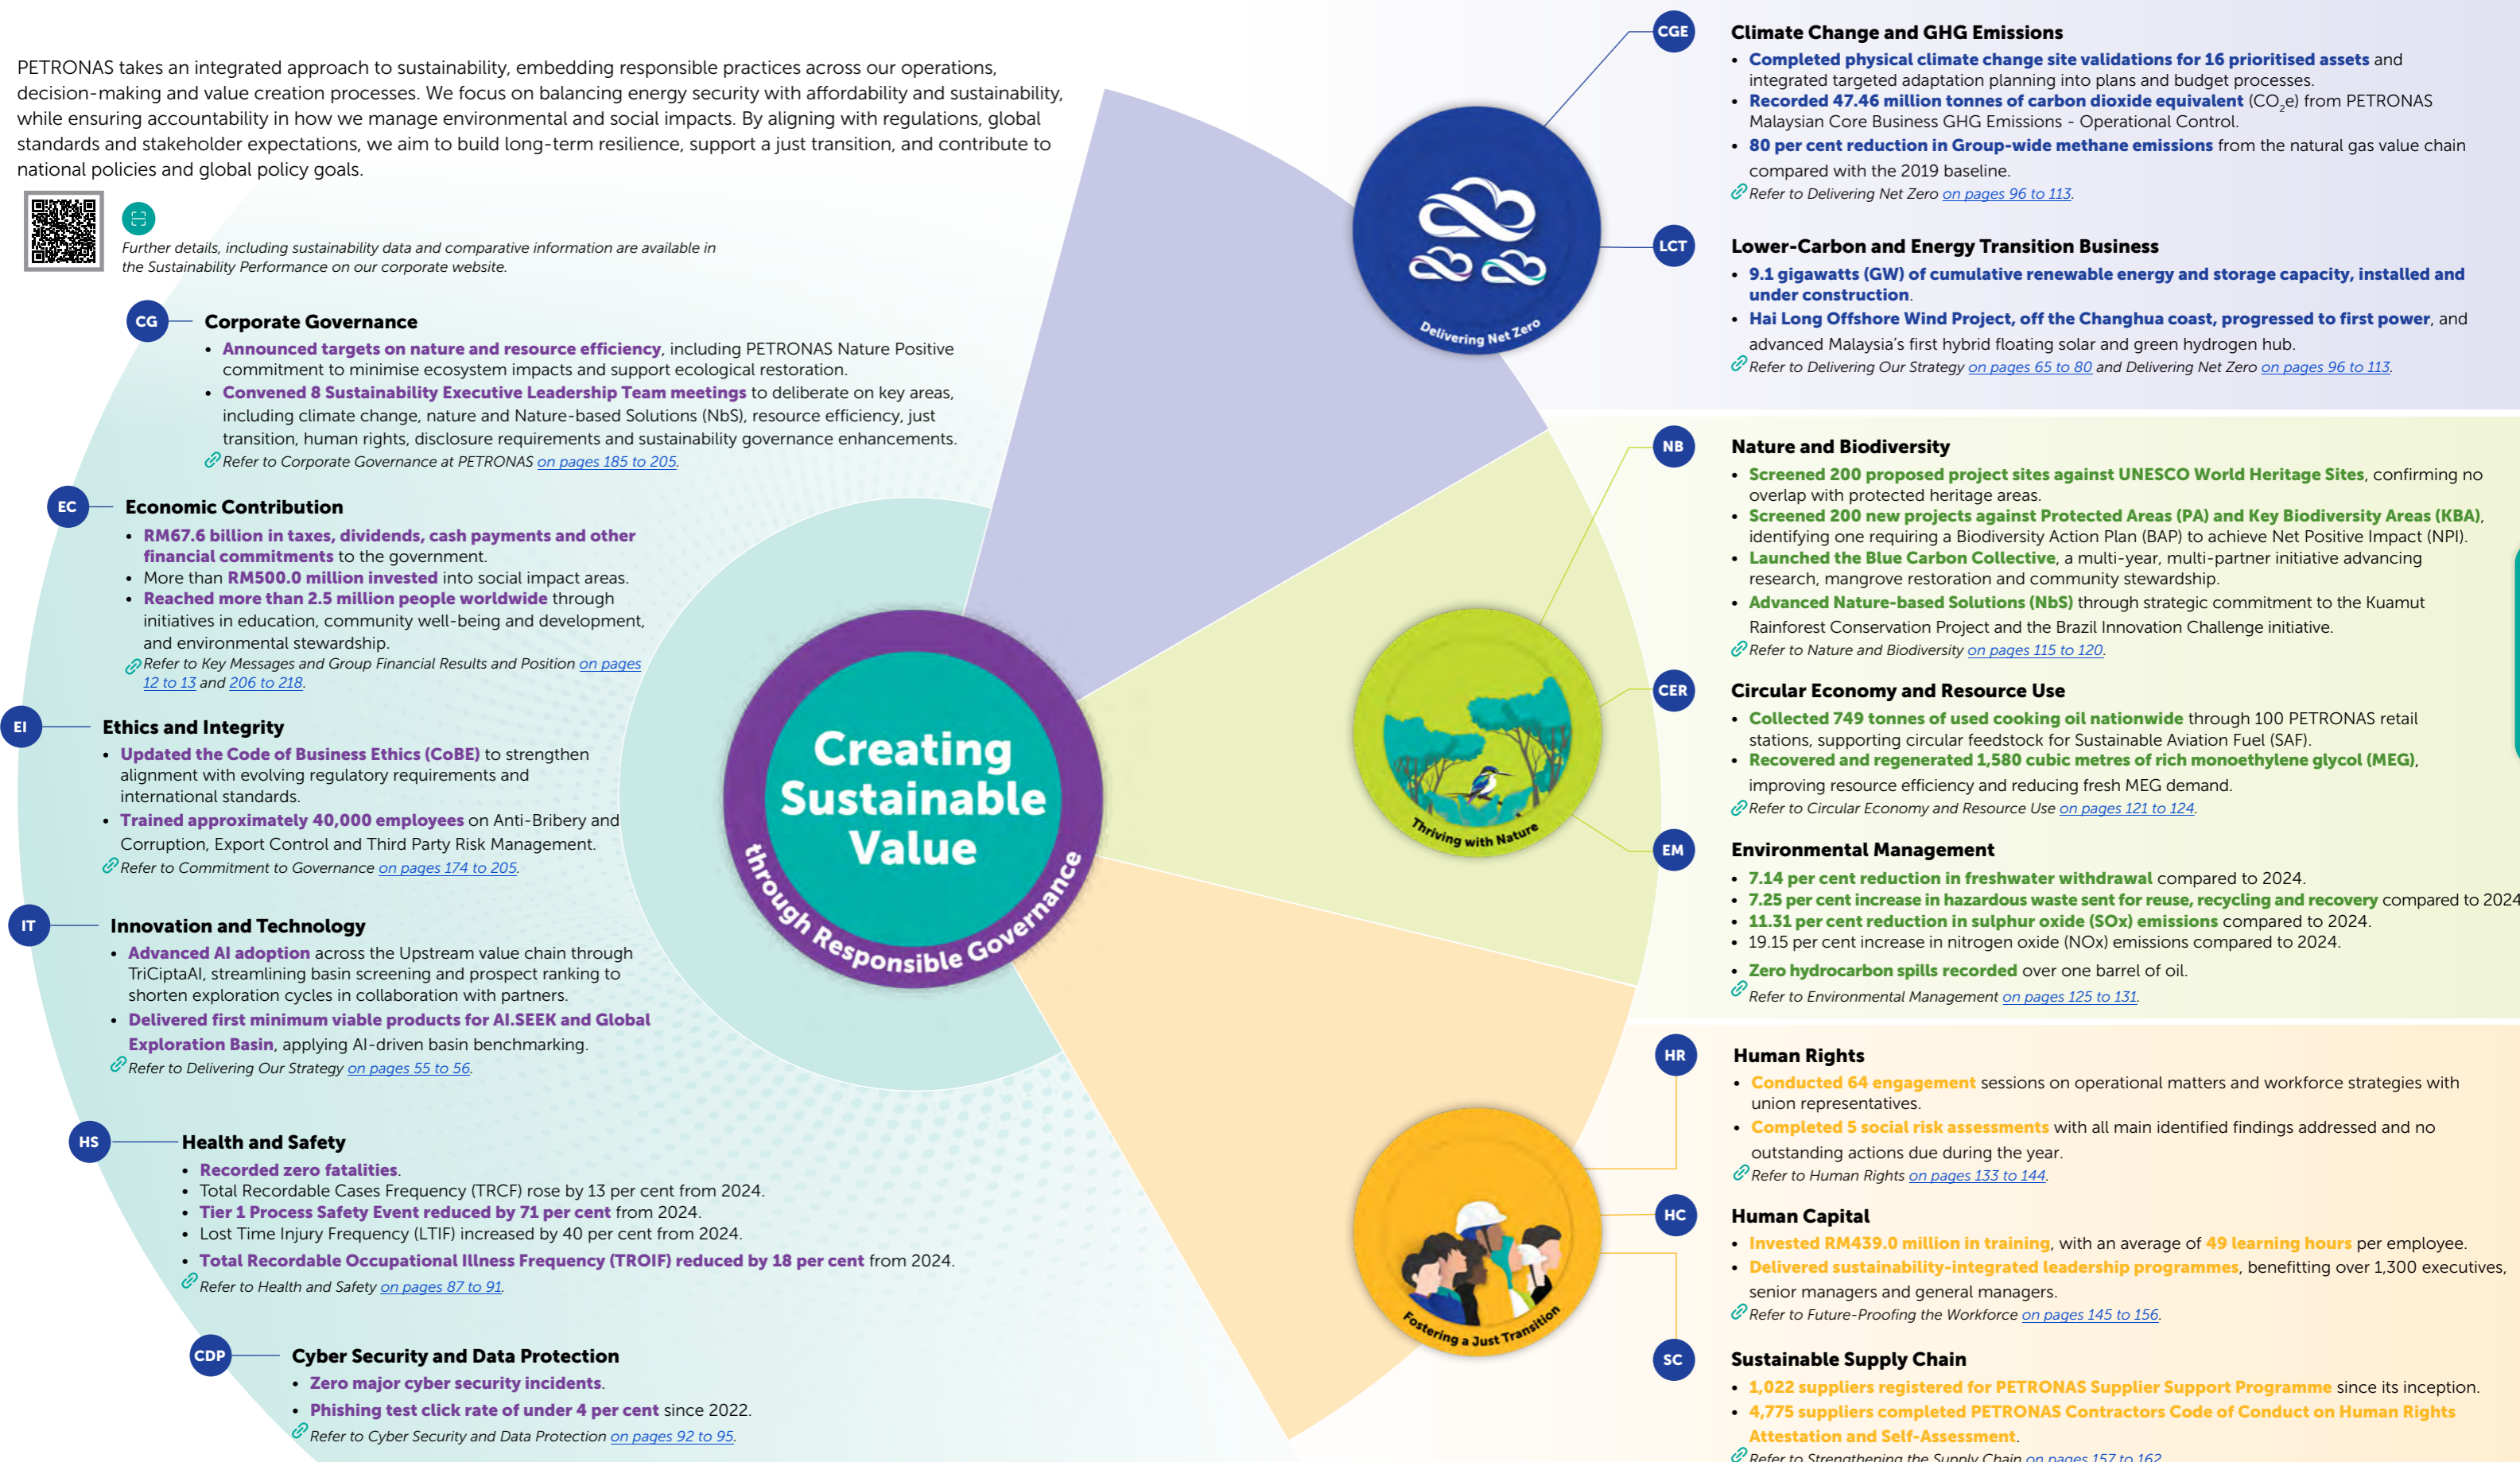 PETRONAS takes an integrated approach to sustainability, embedding responsible practices across our operations,
decision-making and value creation processes. We focus on balancing energy security with affordability and sustainability,
while ensuring accountability in how we manage environmental and social impacts. By aligning with regulations, global
standards and stakeholder expectations, we aim to build long-term resilience, support a just transition, and contribute to
national policies and global policy goals.
Further details, including sustainability data and comparative information are available in
the Sustainability Performance on our corporate website.
CG
Corporate Governance
• Announced targets on nature and resource efficiency, including PETRONAS Nature Positive
commitment to minimise ecosystem impacts and support ecological restoration.
• Convened 8 Sustainability Executive Leadership Team meetings to deliberate on key areas,
including climate change, nature and Nature-based Solutions (NbS), resource efficiency, just
transition, human rights, disclosure requirements and sustainability governance enhancements.
Refer to Corporate Governance at PETRONAS on pages 185 to 205.
EC
Economic Contribution
• RM67.6 billion in taxes, dividends, cash payments and other
financial commitments to the government.
• More than RM500.0 million invested into social impact areas.
• Reached more than 2.5 million people worldwide through
initiatives in education, community well-being and development,
and environmental stewardship.
Refer to Key Messages and Group Financial Results and Position on pages
12 to 13 and 206 to 218.
EI
Ethics and Integrity
• Updated the Code of Business Ethics (CoBE) to strengthen
alignment with evolving regulatory requirements and
international standards.
• Trained approximately 40,000 employees on Anti-Bribery and
Corruption, Export Control and Third Party Risk Management.
Refer to Commitment to Governance on pages 174 to 205.
IT
Innovation and Technology
• Advanced AI adoption across the Upstream value chain through
TriCiptaAI, streamlining basin screening and prospect ranking to
shorten exploration cycles in collaboration with partners.
• Delivered first minimum viable products for AI.SEEK and Global
Exploration Basin, applying AI-driven basin benchmarking.
Refer to Delivering Our Strategy on pages 55 to 56.
HS
Health and Safety
• Recorded zero fatalities.
• Total Recordable Cases Frequency (TRCF) rose by 13 per cent from 2024.
• Tier 1 Process Safety Event reduced by 71 per cent from 2024.
• Lost Time Injury Frequency (LTIF) increased by 40 per cent from 2024.
• Total Recordable Occupational Illness Frequency (TROIF) reduced by 18 per cent from 2024.
Refer to Health and Safety on pages 87 to 91.
CDP
Cyber Security and Data Protection
• Zero major cyber security incidents.
• Phishing test click rate of under 4 per cent since 2022.
Refer to Cyber Security and Data Protection on pages 92 to 95.
Creating
Sustainable
Value
through Responsible Governance
Delivering Net Zero
CGE
Climate Change and GHG Emissions
• Completed physical climate change site validations for 16 prioritised assets and
integrated targeted adaptation planning into plans and budget processes.
• Recorded 47.46 million tonnes of carbon dioxide equivalent (CO₂e) from PETRONAS
Malaysian Core Business GHG Emissions - Operational Control.
• 80 per cent reduction in Group-wide methane emissions from the natural gas value chain
compared with the 2019 baseline.
Refer to Delivering Net Zero on pages 96 to 113.
LCT
Lower-Carbon and Energy Transition Business
• 9.1 gigawatts (GW) of cumulative renewable energy and storage capacity, installed and
under construction.
• Hai Long Offshore Wind Project, off the Changhua coast, progressed to first power, and
advanced Malaysia's first hybrid floating solar and green hydrogen hub.
Refer to Delivering Our Strategy on pages 65 to 80 and Delivering Net Zero on pages 96 to 113.
Thriving with Nature
NB
Nature and Biodiversity
• Screened 200 proposed project sites against UNESCO World Heritage Sites, confirming no
overlap with protected heritage areas.
• Screened 200 new projects against Protected Areas (PA) and Key Biodiversity Areas (KBA),
identifying one requiring a Biodiversity Action Plan (BAP) to achieve Net Positive Impact (NPI).
• Launched the Blue Carbon Collective, a multi-year, multi-partner initiative advancing
research, mangrove restoration and community stewardship.
• Advanced Nature-based Solutions (NbS) through strategic commitment to the Kuamut
Rainforest Conservation Project and the Brazil Innovation Challenge initiative.
Refer to Nature and Biodiversity on pages 115 to 120.
CER
Circular Economy and Resource Use
• Collected 749 tonnes of used cooking oil nationwide through 100 PETRONAS retail
stations, supporting circular feedstock for Sustainable Aviation Fuel (SAF).
• Recovered and regenerated 1,580 cubic metres of rich monoethylene glycol (MEG),
improving resource efficiency and reducing fresh MEG demand.
Refer to Circular Economy and Resource Use on pages 121 to 124.
EM
Environmental Management
• 7.14 per cent reduction in freshwater withdrawal compared to 2024.
• 7.25 per cent increase in hazardous waste sent for reuse, recycling and recovery compared to 2024
• 11.31 per cent reduction in sulphur oxide (SOx) emissions compared to 2024.
• 19.15 per cent increase in nitrogen oxide (NOx) emissions compared to 2024.
• Zero hydrocarbon spills recorded over one barrel of oil.
Refer to Environmental Management on pages 125 to 131.
Fostering a Just Transition
HR
Human Rights
• Conducted 64 engagement sessions on operational matters and workforce strategies with
union representatives.
• Completed 5 social risk assessments with all main identified findings addressed and no
outstanding actions due during the year.
Refer to Human Rights on pages 133 to 144.
HC
Human Capital
• Invested RM439.0 million in training, with an average of 49 learning hours per employee.
• Delivered sustainability-integrated leadership programmes, benefitting over 1,300 executives,
senior managers and general managers.
Refer to Future-Proofing the Workforce on pages 145 to 156.
SC
Sustainable Supply Chain
• 1,022 suppliers registered for PETRONAS Supplier Support Programme since its inception.
• 4,775 suppliers completed PETRONAS Contractors Code of Conduct on Human Rights
Attestation and Self-Assessment.
Refer to Strengthening the Supply Chain on pages 157 to 162